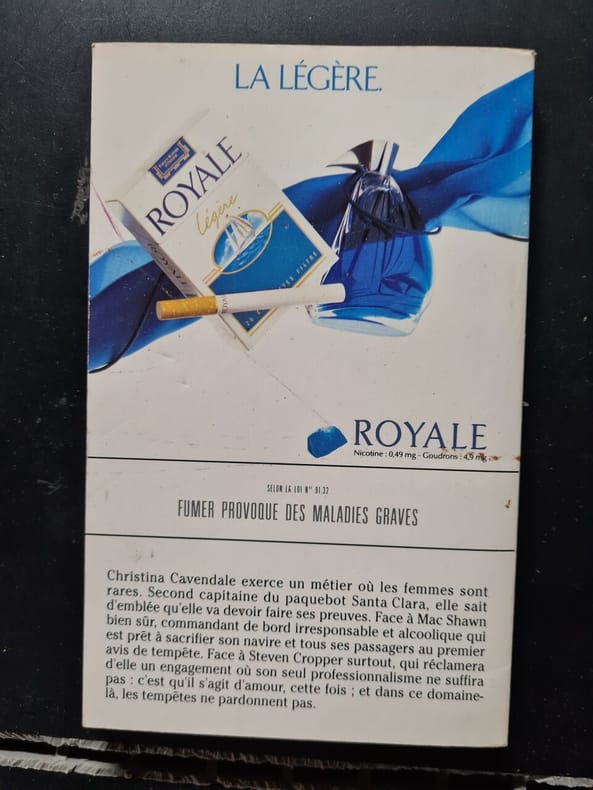 LA LÉGÈRE.
ROYALE
Légère
ROYALE
ROYALE
Nicotine : 0,49 mg - Goudrons : 4,9 mg
SELON LA LOI N° 91.32
FUMER PROVOQUE DES MALADIES GRAVES
Christina Cavendale exerce un métier où les femmes sont
rares. Second capitaine du paquebot Santa Clara, elle sait
d'emblée qu'elle va devoir faire ses preuves. Face à Mac Shawn
bien sûr, commandant de bord irresponsable et alcoolique qui
est prêt à sacrifier son navire et tous ses passagers au premier
avis de tempête. Face à Steven Cropper surtout, qui réclamera
d'elle un engagement où son seul professionnalisme ne suffira
pas : c'est qu'il s'agit d'amour, cette fois ; et dans ce domaine-
là, les tempêtes ne pardonnent pas.